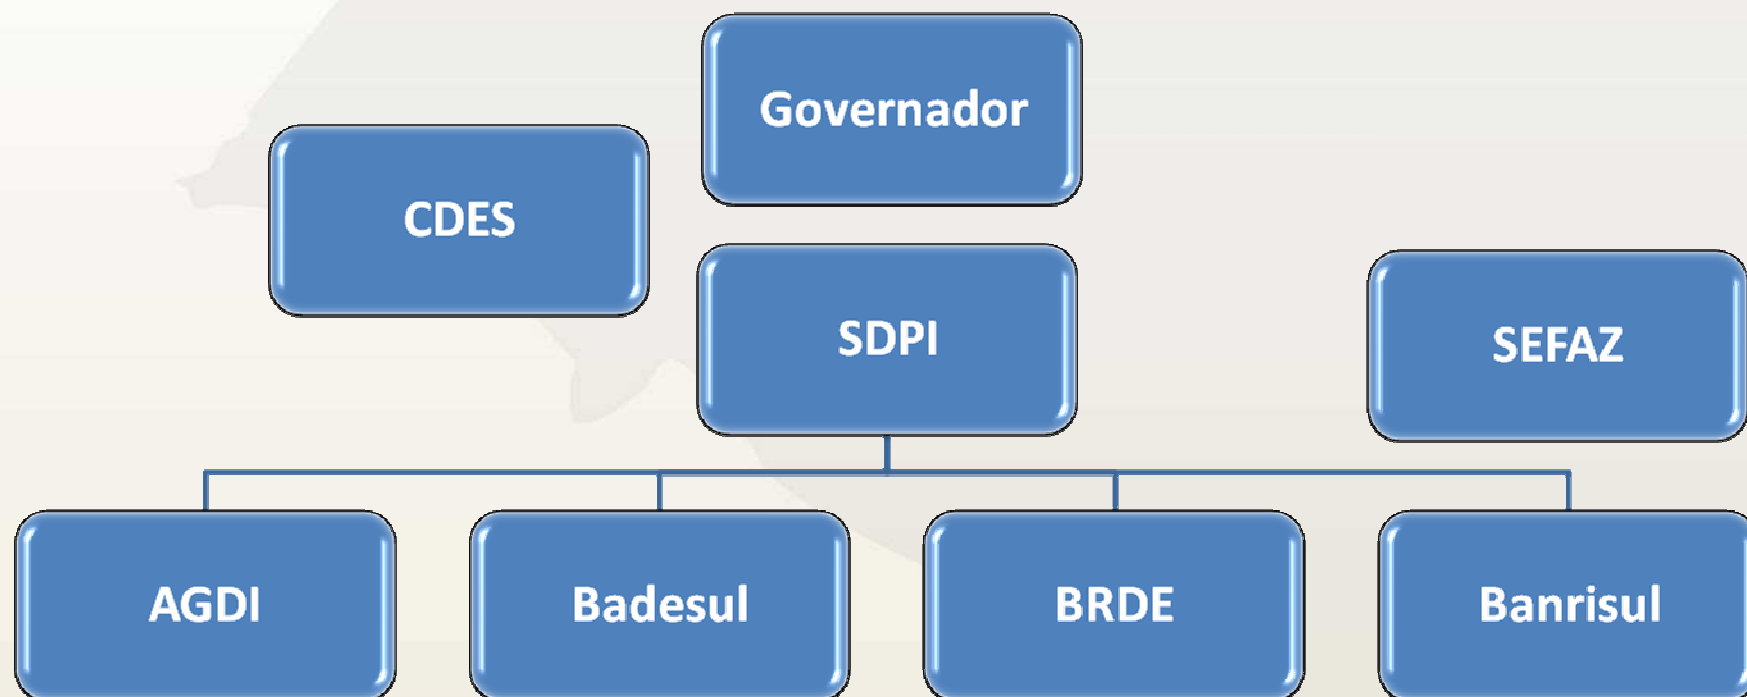 Governador
CDES
SDPI
SEFAZ
AGDI
Badesul
BRDE
Banrisul